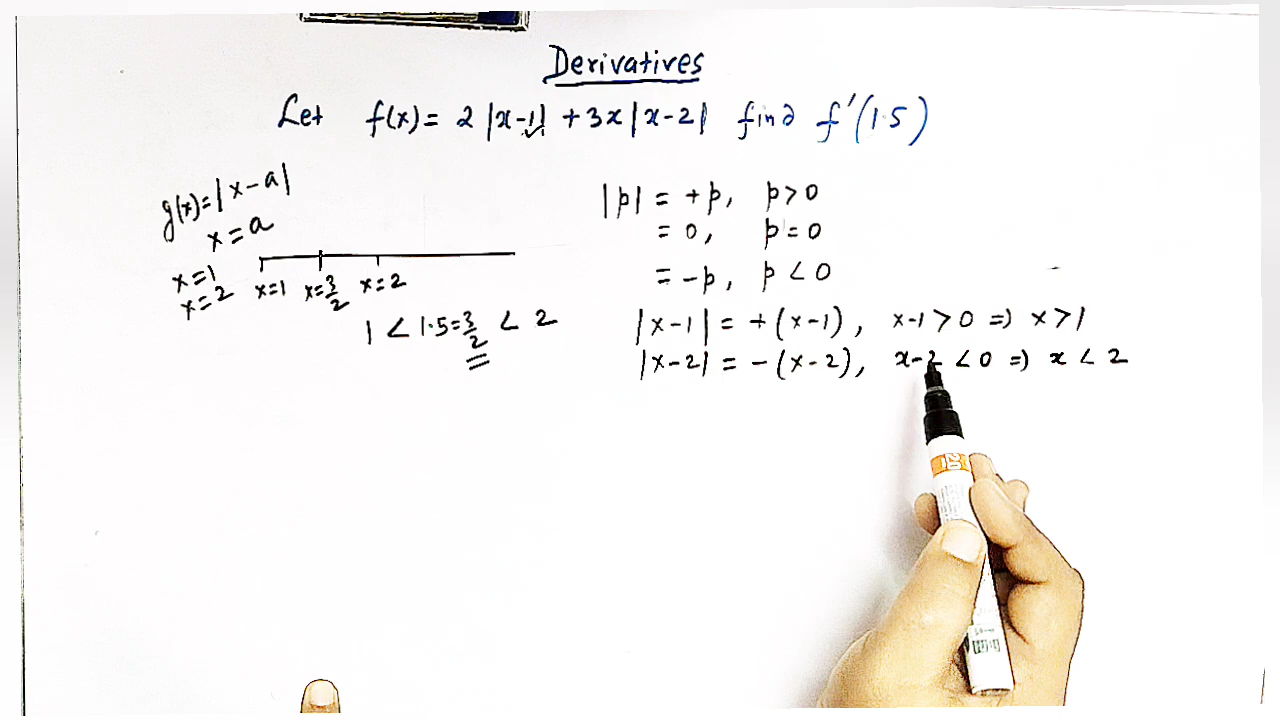 Derivatives
Let f(x) = 2 |x-1| + 3x |x-2| find f'(1.5)
g(x) = |x-a|
x = a
x=1
x=2
x=1 x=3/2 x=2
1 < 1.5 = 3/2 < 2
|p| = +p, p>0
= 0, p=0
= -p, p<0
|x-1| = +(x-1), x-1>0 => x>1
|x-2| = -(x-2), x-2<0 => x<2